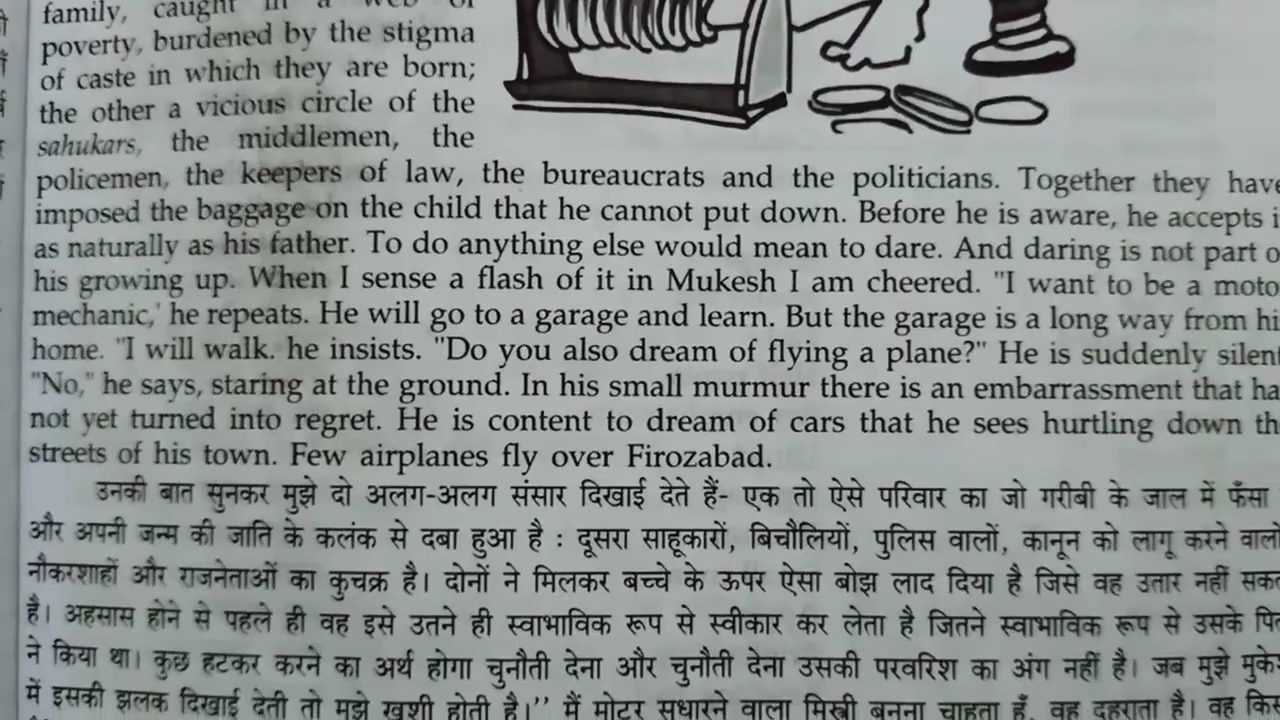 family, caught in a web of
poverty, burdened by the stigma
of caste in which they are born;
the other a vicious circle of the
sahukars, the middlemen, the
policemen, the keepers of law, the bureaucrats and the politicians. Together they have
imposed the baggage on the child that he cannot put down. Before he is aware, he accepts
as naturally as his father. To do anything else would mean to dare. And daring is not part
his growing up. When I sense a flash of it in Mukesh I am cheered. "I want to be a moto
mechanic,' he repeats. He will go to a garage and learn. But the garage is a long way from hi
home. "I will walk. he insists. "Do you also dream of flying a plane?" He is suddenly silent
"No," he says, staring at the ground. In his small murmur there is an embarrassment that ha
not yet turned into regret. He is content to dream of cars that he sees hurtling down th
streets of his town. Few airplanes fly over Firozabad.
उनकी बात सुनकर मुझे दो अलग-अलग संसार दिखाई देते हैं- एक तो ऐसे परिवार का जो गरीबी के जाल में फँसा
और अपनी जन्म की जाति के कलंक से दबा हुआ है : दूसरा साहूकारों, बिचौलियों, पुलिस वालों, कानून को लागू करने वालो
नौकरशाहों और राजनेताओं का कुचक्र है। दोनों ने मिलकर बच्चे के ऊपर ऐसा बोझ लाद दिया है जिसे वह उतार नहीं सक
है। अहसास होने से पहले ही वह इसे उतने ही स्वाभाविक रूप से स्वीकार कर लेता है जितने स्वाभाविक रूप से उसके पि
ने किया था। कुछ हटकर करने का अर्थ होगा चुनौती देना और चुनौती देना उसकी परवरिश का अंग नहीं है। जब मुझे मुके
में इसकी झलक दिखाई देती तो मुझे खुशी होती है।'' मैं मोटर सुधारने वाला मिस्त्री बनना चाहता हूँ, वह दहराता है। वह कि